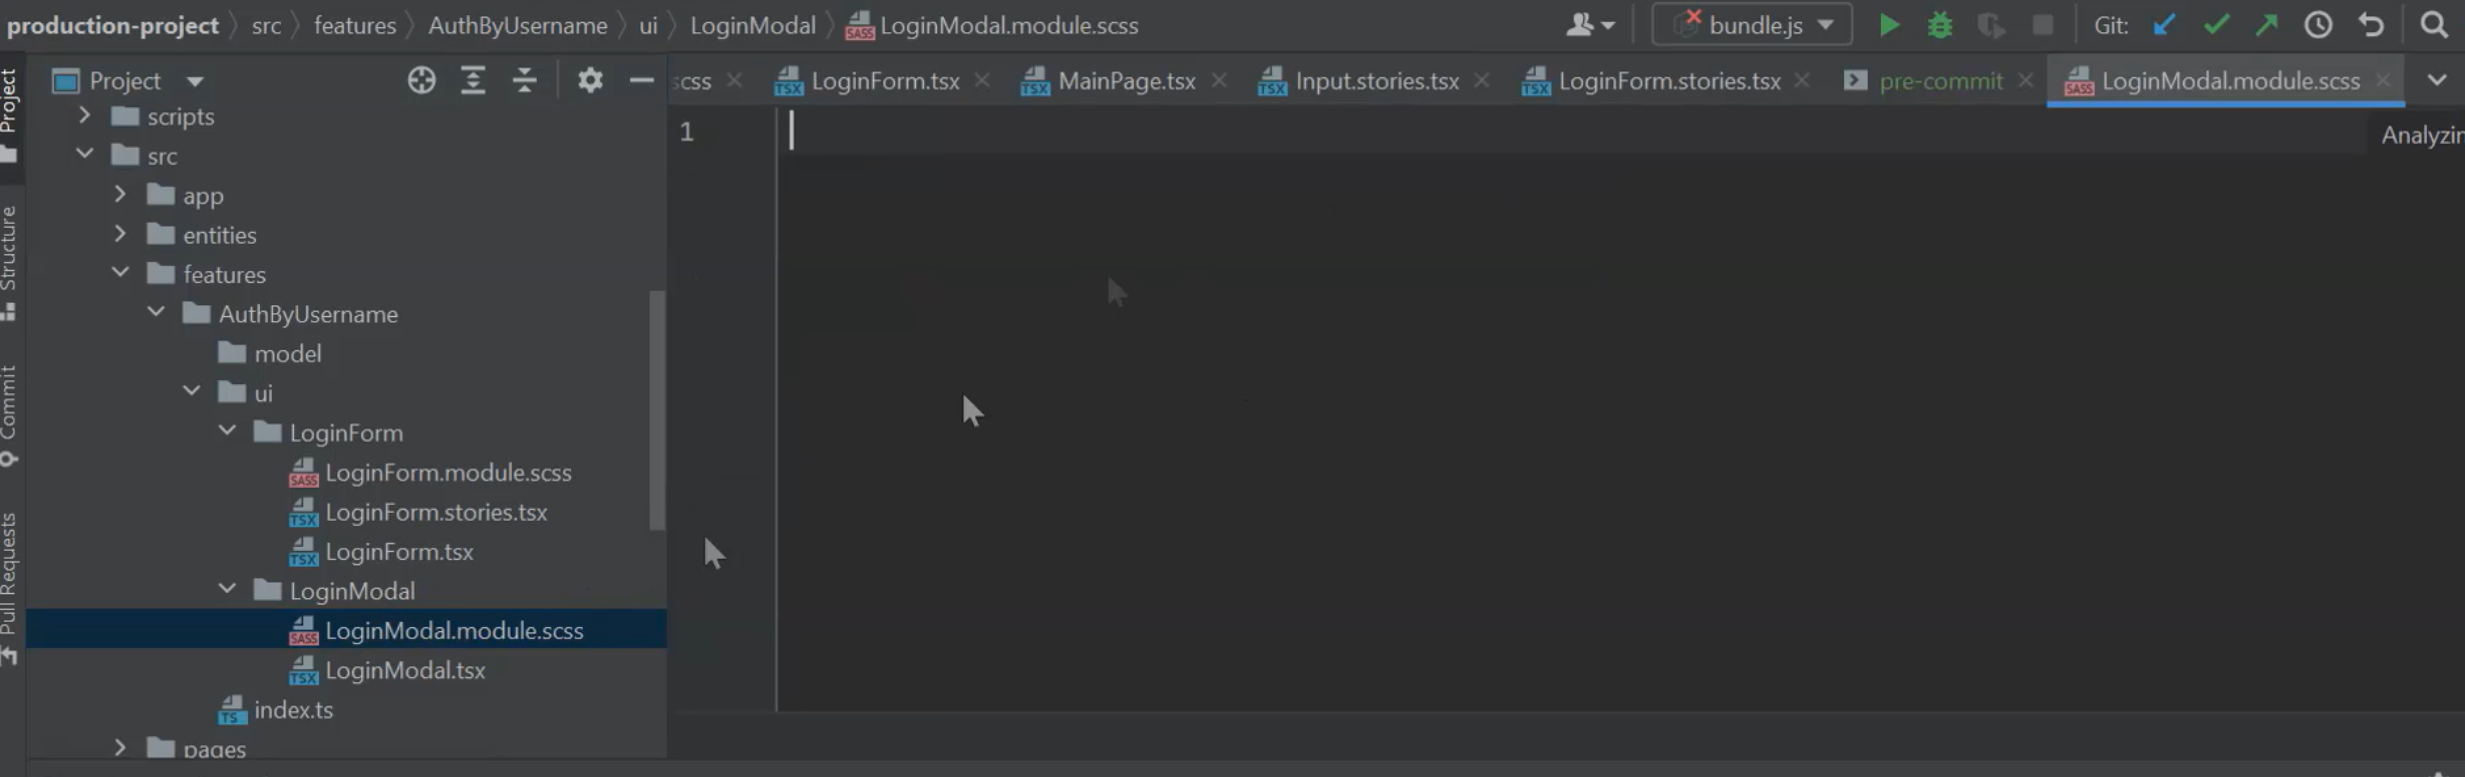 production-project src features AuthByUsername ui LoginModal LoginModal.module.scss bundle.js Git:
Project
scss LoginForm.tsx MainPage.tsx Input.stories.tsx LoginForm.stories.tsx pre-commit LoginModal.module.scss
1
Analyzin
scripts
src
app
entities
features
AuthByUsername
model
ui
LoginForm
LoginForm.module.scss
LoginForm.stories.tsx
LoginForm.tsx
LoginModal
LoginModal.module.scss
LoginModal.tsx
index.ts
pages
Project
Structure
Commit
Pull Requests